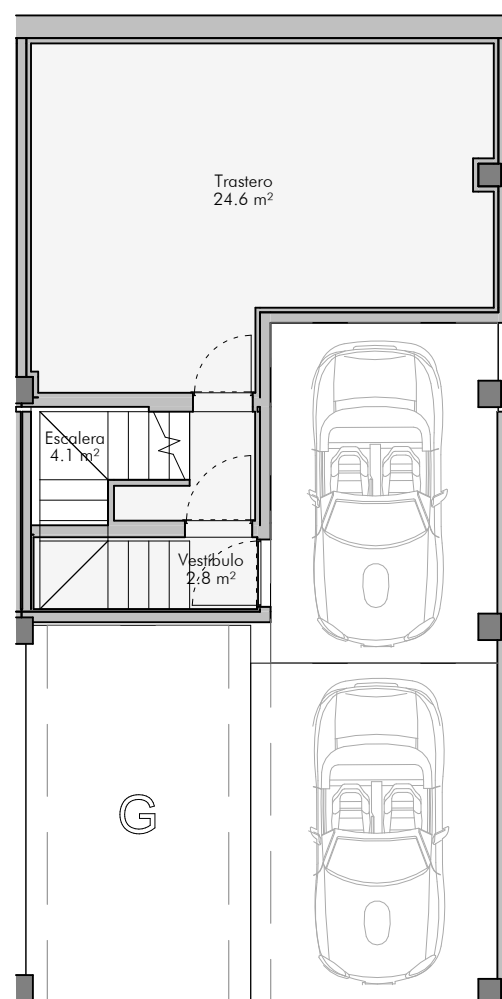 Trastero
24.6 m²
Escalera
4.1 m²
Vestíbulo
2.8 m²
G